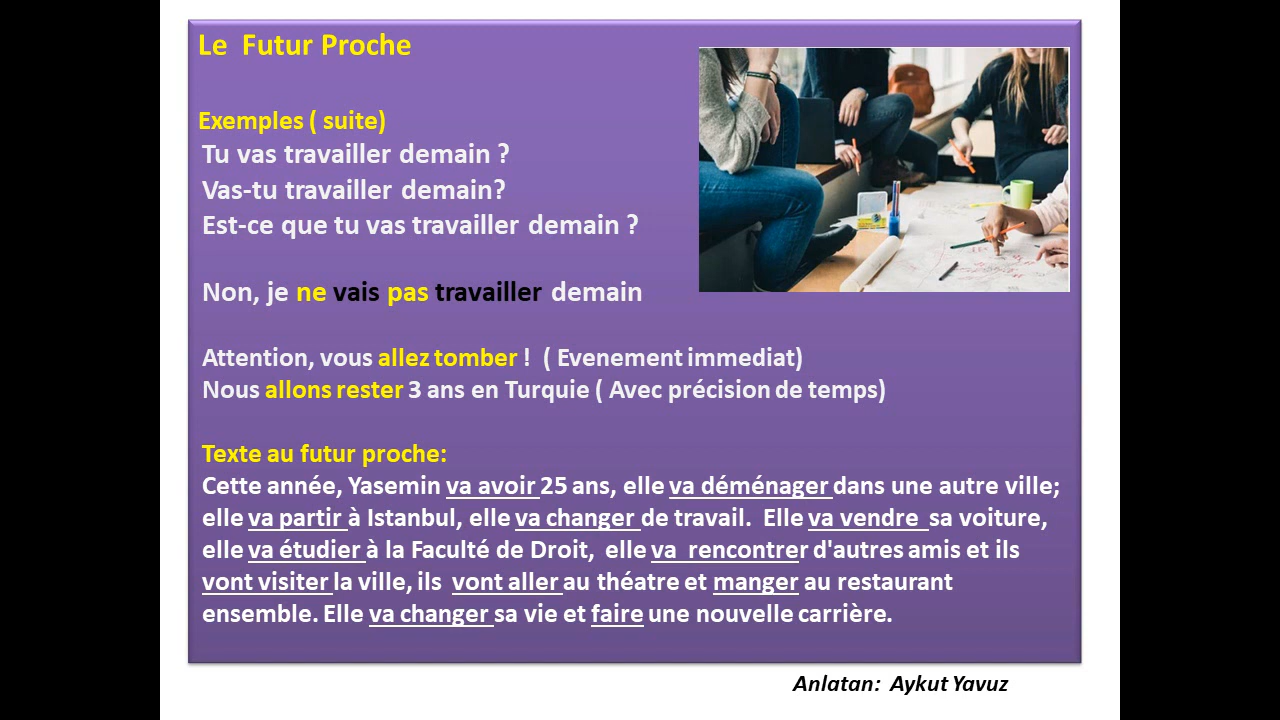 Le Futur Proche
Exemples ( suite)
Tu vas travailler demain ?
Vas-tu travailler demain?
Est-ce que tu vas travailler demain ?
Non, je ne vais pas travailler demain
Attention, vous allez tomber ! ( Evenement immediat)
Nous allons rester 3 ans en Turquie ( Avec précision de temps)
Texte au futur proche:
Cette année, Yasemin va avoir 25 ans, elle va déménager dans une autre ville;
elle va partir à Istanbul, elle va changer de travail. Elle va vendre sa voiture,
elle va étudier à la Faculté de Droit, elle va rencontrer d'autres amis et ils
vont visiter la ville, ils vont aller au théatre et manger au restaurant
ensemble. Elle va changer sa vie et faire une nouvelle carrière.
Anlatan: Aykut Yavuz